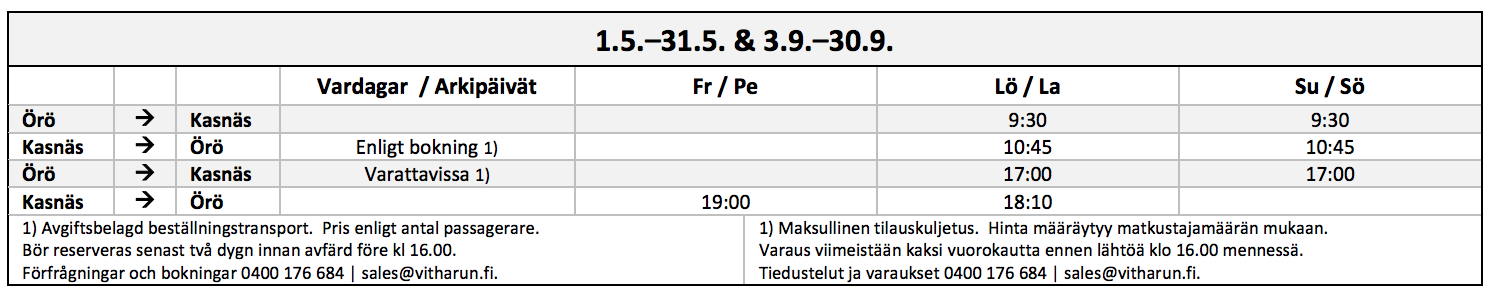 1.5.–31.5. & 3.9.–30.9.
Vardagar / Arkipäivät Fr / Pe Lö / La Su / Sö
Örö → Kasnäs 9:30 9:30
Kasnäs → Örö Enligt bokning 1) 10:45 10:45
Örö → Kasnäs Varattavissa 1) 17:00 17:00
Kasnäs → Örö 19:00 18:10
1) Avgiftsbelagd beställningstransport. Pris enligt antal passagerare.
Bör reserveras senast två dygn innan avfärd före kl 16.00.
Förfrågningar och bokningar 0400 176 684 | sales@vitharun.fi.
1) Maksullinen tilauskuljetus. Hinta määräytyy matkustajamäärän mukaan.
Varaus viimeistään kaksi vuorokautta ennen lähtöä klo 16.00 mennessä.
Tiedustelut ja varaukset 0400 176 684 | sales@vitharun.fi.